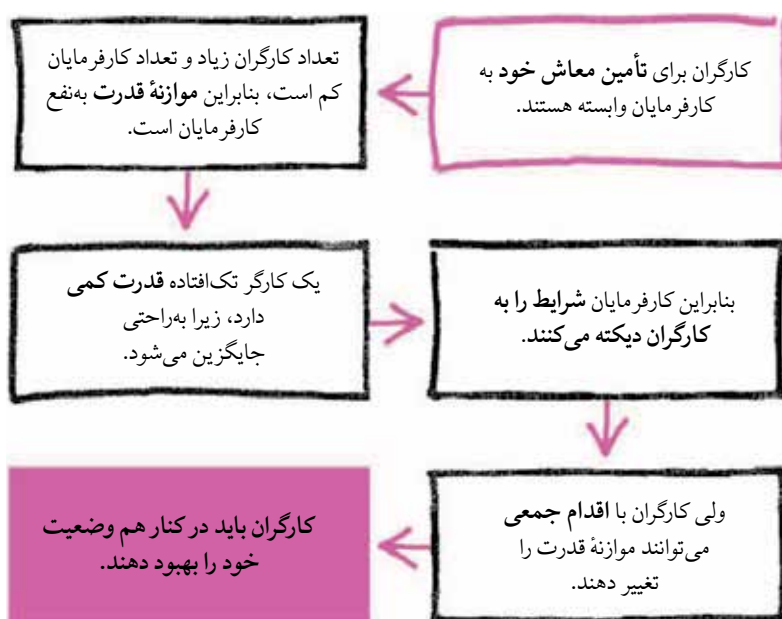 کارگران برای تأمین معاش خود به
کارفرمایان وابسته هستند.
تعداد کارگران زیاد و تعداد کارفرمایان
کم است، بنابراین موازنهٔ قدرت به‌نفع
کارفرمایان است.
یک کارگر تک‌افتاده قدرت کمی
دارد، زیرا به‌راحتی
جایگزین می‌شود.
بنابراین کارفرمایان شرایط را به
کارگران دیکته می‌کنند.
ولی کارگران با اقدام جمعی
می‌توانند موازنهٔ قدرت را
تغییر دهند.
کارگران باید در کنار هم وضعیت
خود را بهبود دهند.